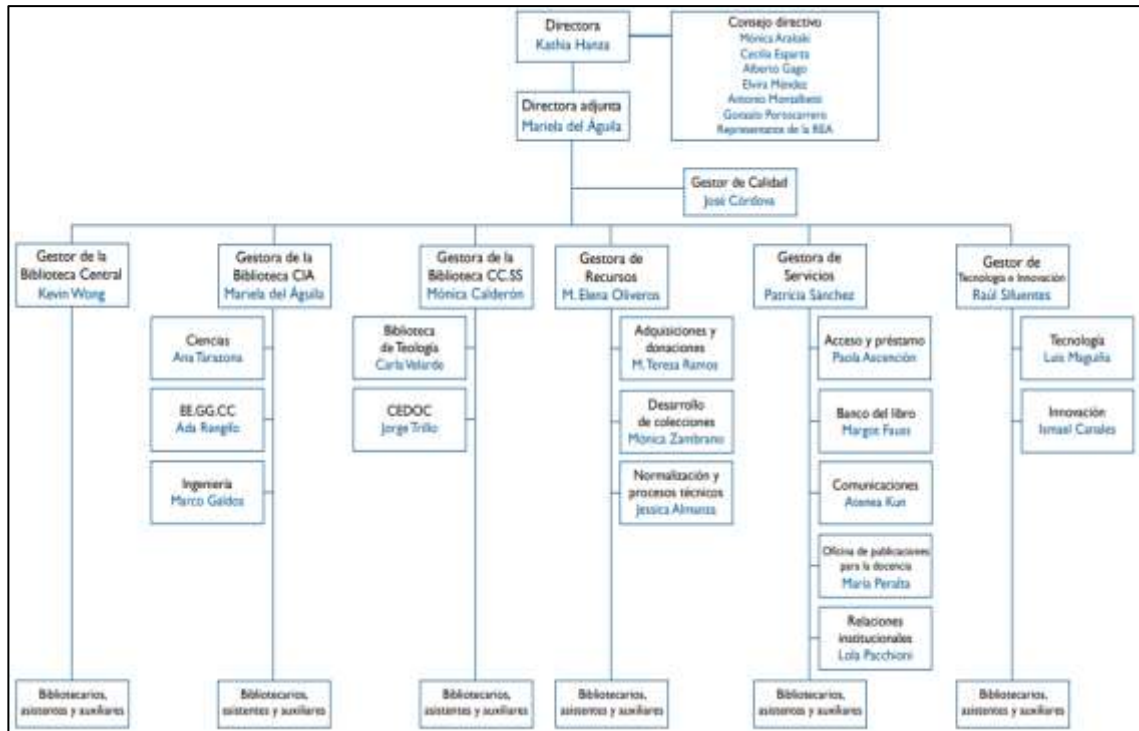 Directora
Kathia Hanza
Consejo directivo
Mónica Arakaki
Cecilia Esparza
Alberto Gago
Elvira Méndez
Antonio Montalbetti
Gonzalo Portocarrero
Representante de la REA
Directora adjunta
Mariela del Águila
Gestor de Calidad
José Córdova
Gestor de la
Biblioteca Central
Kevin Wong
Gestora de la
Biblioteca CIA
Mariela del Águila
Gestora de la
Biblioteca CC.SS
Mónica Calderón
Gestora de
Recursos
M. Elena Oliveros
Gestora de
Servicios
Patricia Sánchez
Gestor de
Tecnología e Innovación
Raúl Sifuentes
Ciencias
Ana Tarazona
EE.GG.CC
Ada
Ingeniería
Marco Galdos
Biblioteca
de Teología
Carla Velarde
CEDOC
Jorge Trillo
Adquisiciones y
donaciones
M. Teresa Ramos
Desarrollo
de colecciones
Mónica Zambrano
Normalización y
procesos técnicos
Jessica Almanza
Acceso y préstamo
Paola Ascención
Banco del libro
Margot
Comunicaciones
Atenea Kun
Oficina de publicaciones
para la docencia
María Peralta
Relaciones
institucionales
Lola Pacchioni
Tecnología
Luis Maguiña
Innovación
Ismael Canales
Bibliotecarios,
asistentes y auxiliares
Bibliotecarios,
asistentes y auxiliares
Bibliotecarios,
asistentes y auxiliares
Bibliotecarios,
asistentes y auxiliares
Bibliotecarios,
asistentes y auxiliares
Bibliotecarios,
asistentes y auxiliares